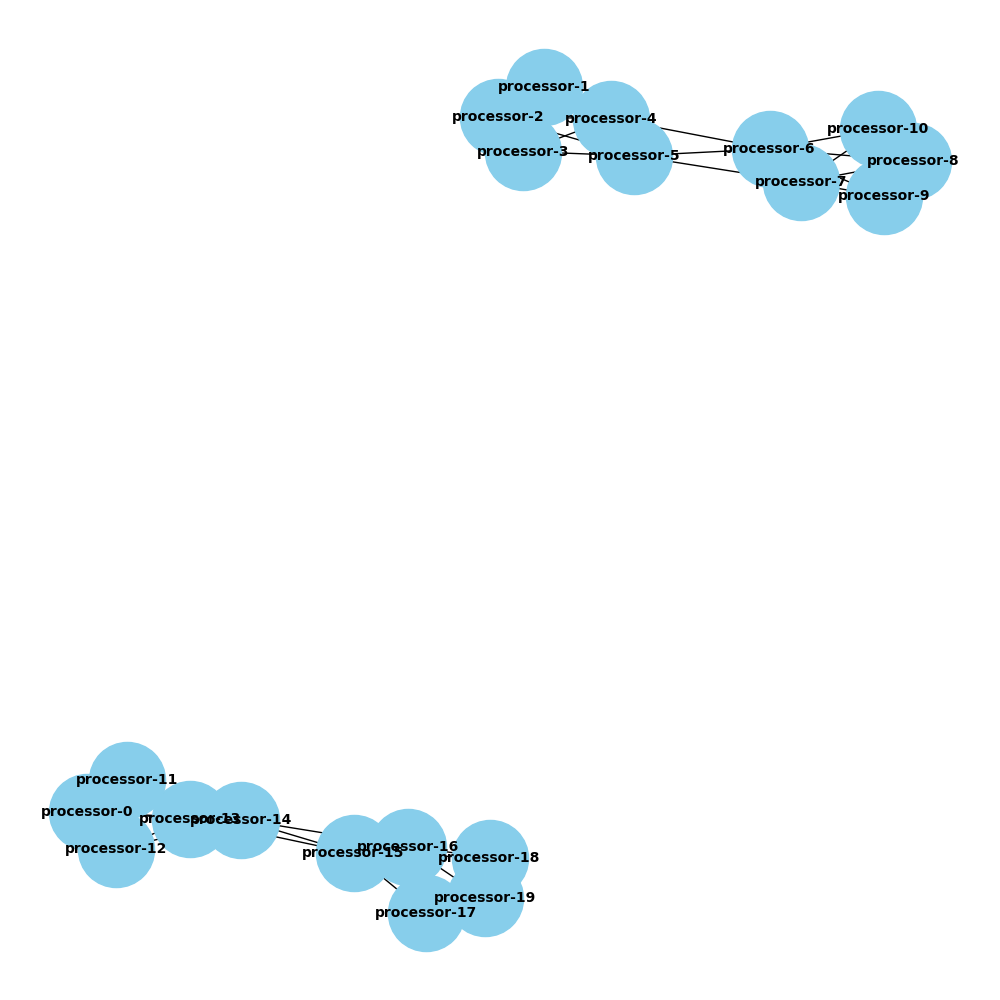 processor-1
processor-2
processor-4
processor-3
processor-5
processor-10
processor-6
processor-8
processor-7
processor-9
processor-11
processor-0
processor-13
processor-14
processor-12
processor-16
processor-15
processor-18
processor-19
processor-17